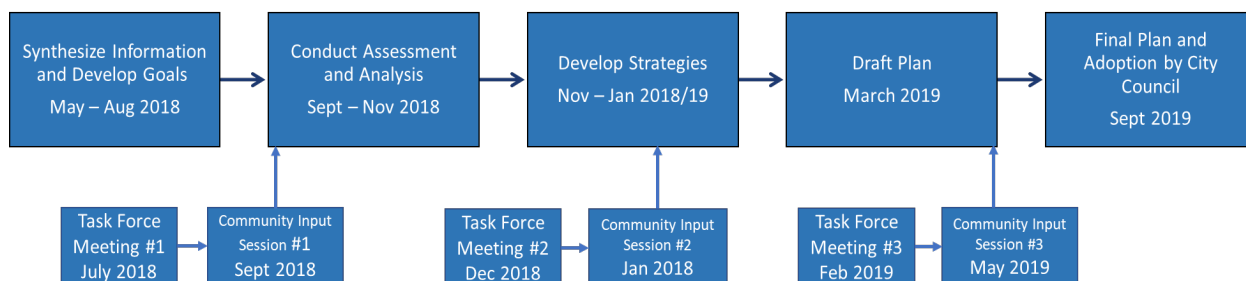 Synthesize Information
and Develop Goals
May – Aug 2018
Conduct Assessment
and Analysis
Sept – Nov 2018
Develop Strategies
Nov – Jan 2018/19
Draft Plan
March 2019
Final Plan and
Adoption by City
Council
Sept 2019
Task Force
Meeting #1
July 2018
Community Input
Session #1
Sept 2018
Task Force
Meeting #2
Dec 2018
Community Input
Session #2
Jan 2018
Task Force
Meeting #3
Feb 2019
Community Input
Session #3
May 2019